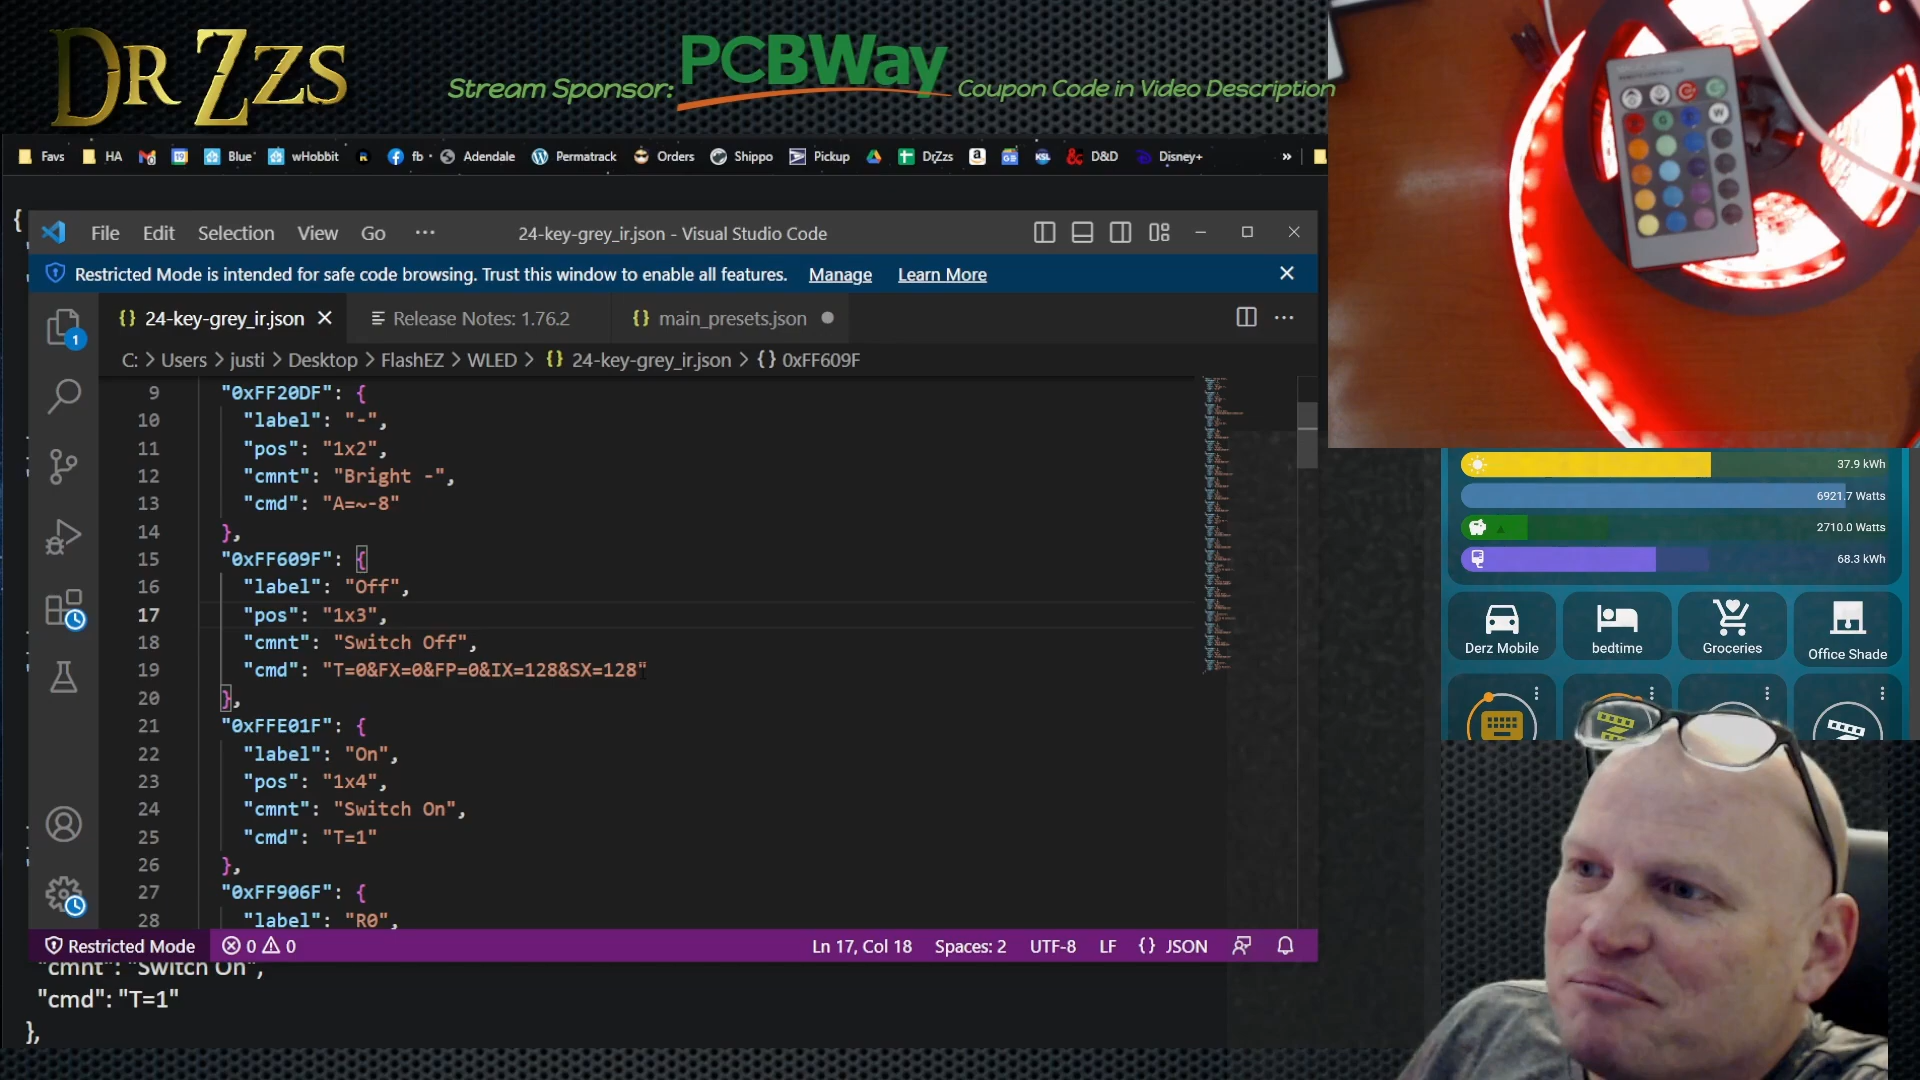 DR ZZS
Stream Sponsor: PCBWay Coupon Code in Video Description
Favs HA Blue wHobbit fb Adendale Permatrack Orders Shippo Pickup DrZzs D&D Disney+ »
{
File Edit Selection View Go ··· 24-key-grey_ir.json - Visual Studio Code
Restricted Mode is intended for safe code browsing. Trust this window to enable all features. Manage Learn More
{} 24-key-grey_ir.json Release Notes: 1.76.2 {} main_presets.json
C: > Users > justi > Desktop > FlashEZ > WLED > {} 24-key-grey_ir.json > {} 0xFF609F
1
9 "0xFF20DF": {
10 "label": "-",
11 "pos": "1x2",
12 "cmnt": "Bright -",
13 "cmd": "A=~-8"
14 },
15 "0xFF609F": {
16 "label": "Off",
17 "pos": "1x3",
18 "cmnt": "Switch Off",
19 "cmd": "T=0&FX=0&FP=0&IX=128&SX=128"
20 },
21 "0xFFE01F": {
22 "label": "On",
23 "pos": "1x4",
24 "cmnt": "Switch On",
25 "cmd": "T=1"
26 },
27 "0xFF906F": {
28 "label": "R0",
Restricted Mode 0 0 Ln 17, Col 18 Spaces: 2 UTF-8 LF {} JSON
"cmnt": "Switch On",
"cmd": "T=1"
},
G W
37.9 kWh
6921.7 Watts
2710.0 Watts
68.3 kWh
Derz Mobile bedtime Groceries Office Shade